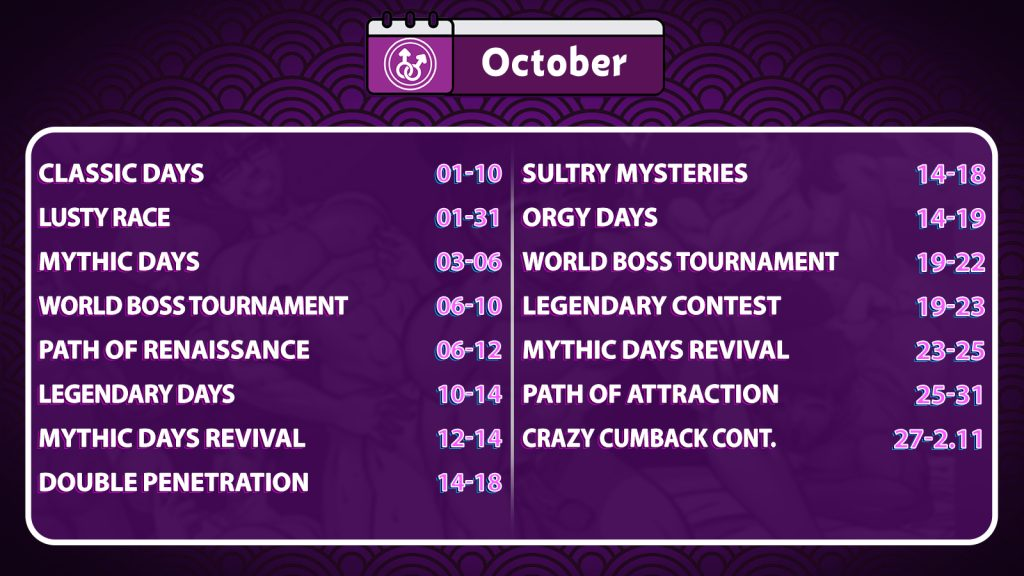 October
CLASSIC DAYS 01-10
LUSTY RACE 01-31
MYTHIC DAYS 03-06
WORLD BOSS TOURNAMENT 06-10
PATH OF RENAISSANCE 06-12
LEGENDARY DAYS 10-14
MYTHIC DAYS REVIVAL 12-14
DOUBLE PENETRATION 14-18
SULTRY MYSTERIES 14-18
ORGY DAYS 14-19
WORLD BOSS TOURNAMENT 19-22
LEGENDARY CONTEST 19-23
MYTHIC DAYS REVIVAL 23-25
PATH OF ATTRACTION 25-31
CRAZY CUMBACK CONT. 27-2.11